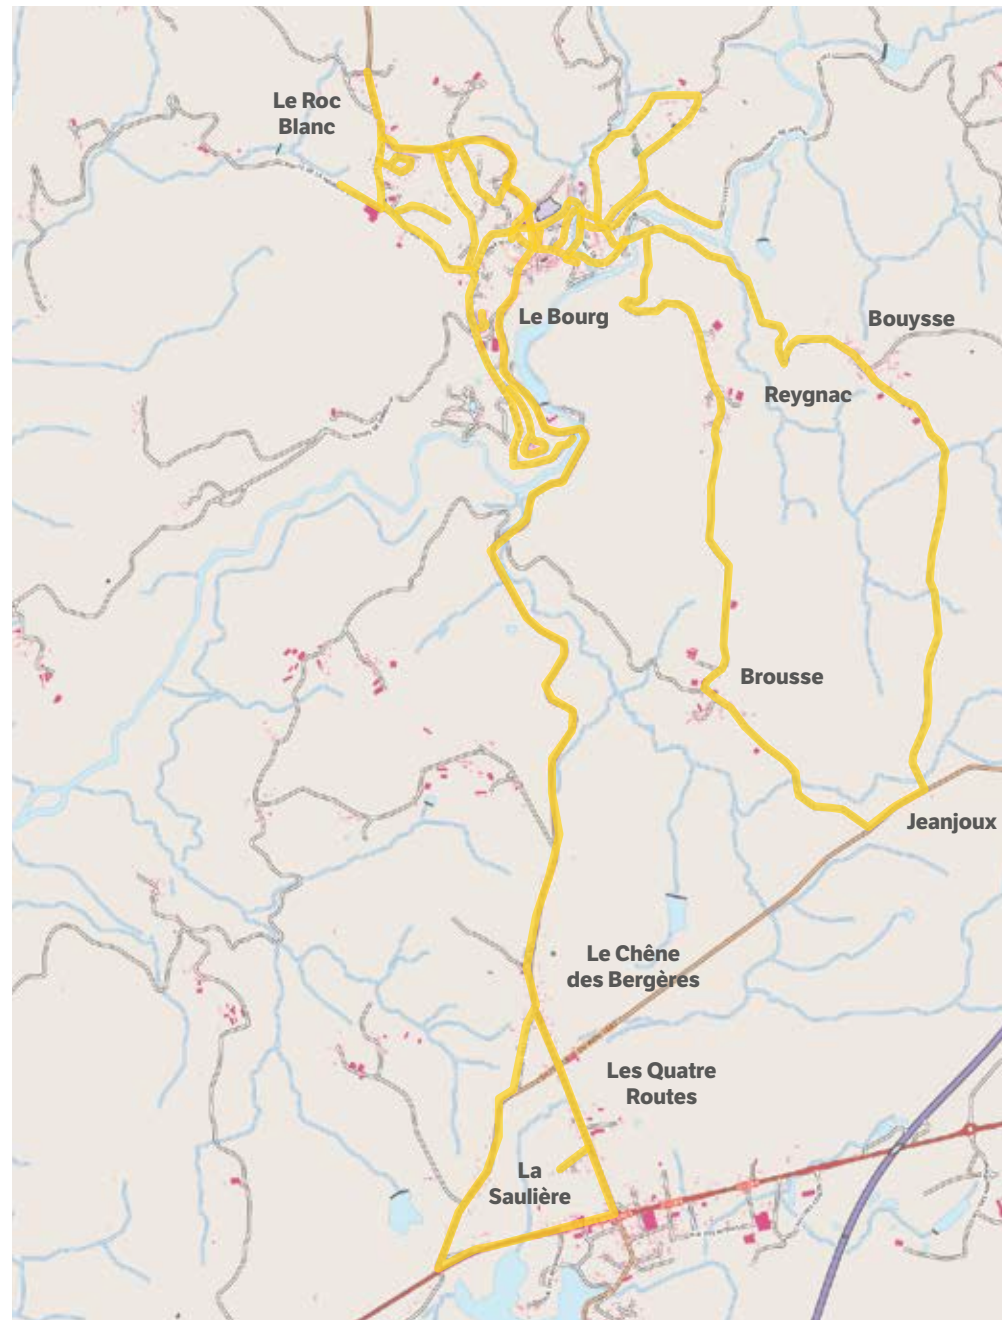 Le Roc
Blanc
Le Bourg
Bouysse
Reygnac
Brousse
Jeanjoux
Le Chêne
des Bergères
Les Quatre
Routes
La
Saulière